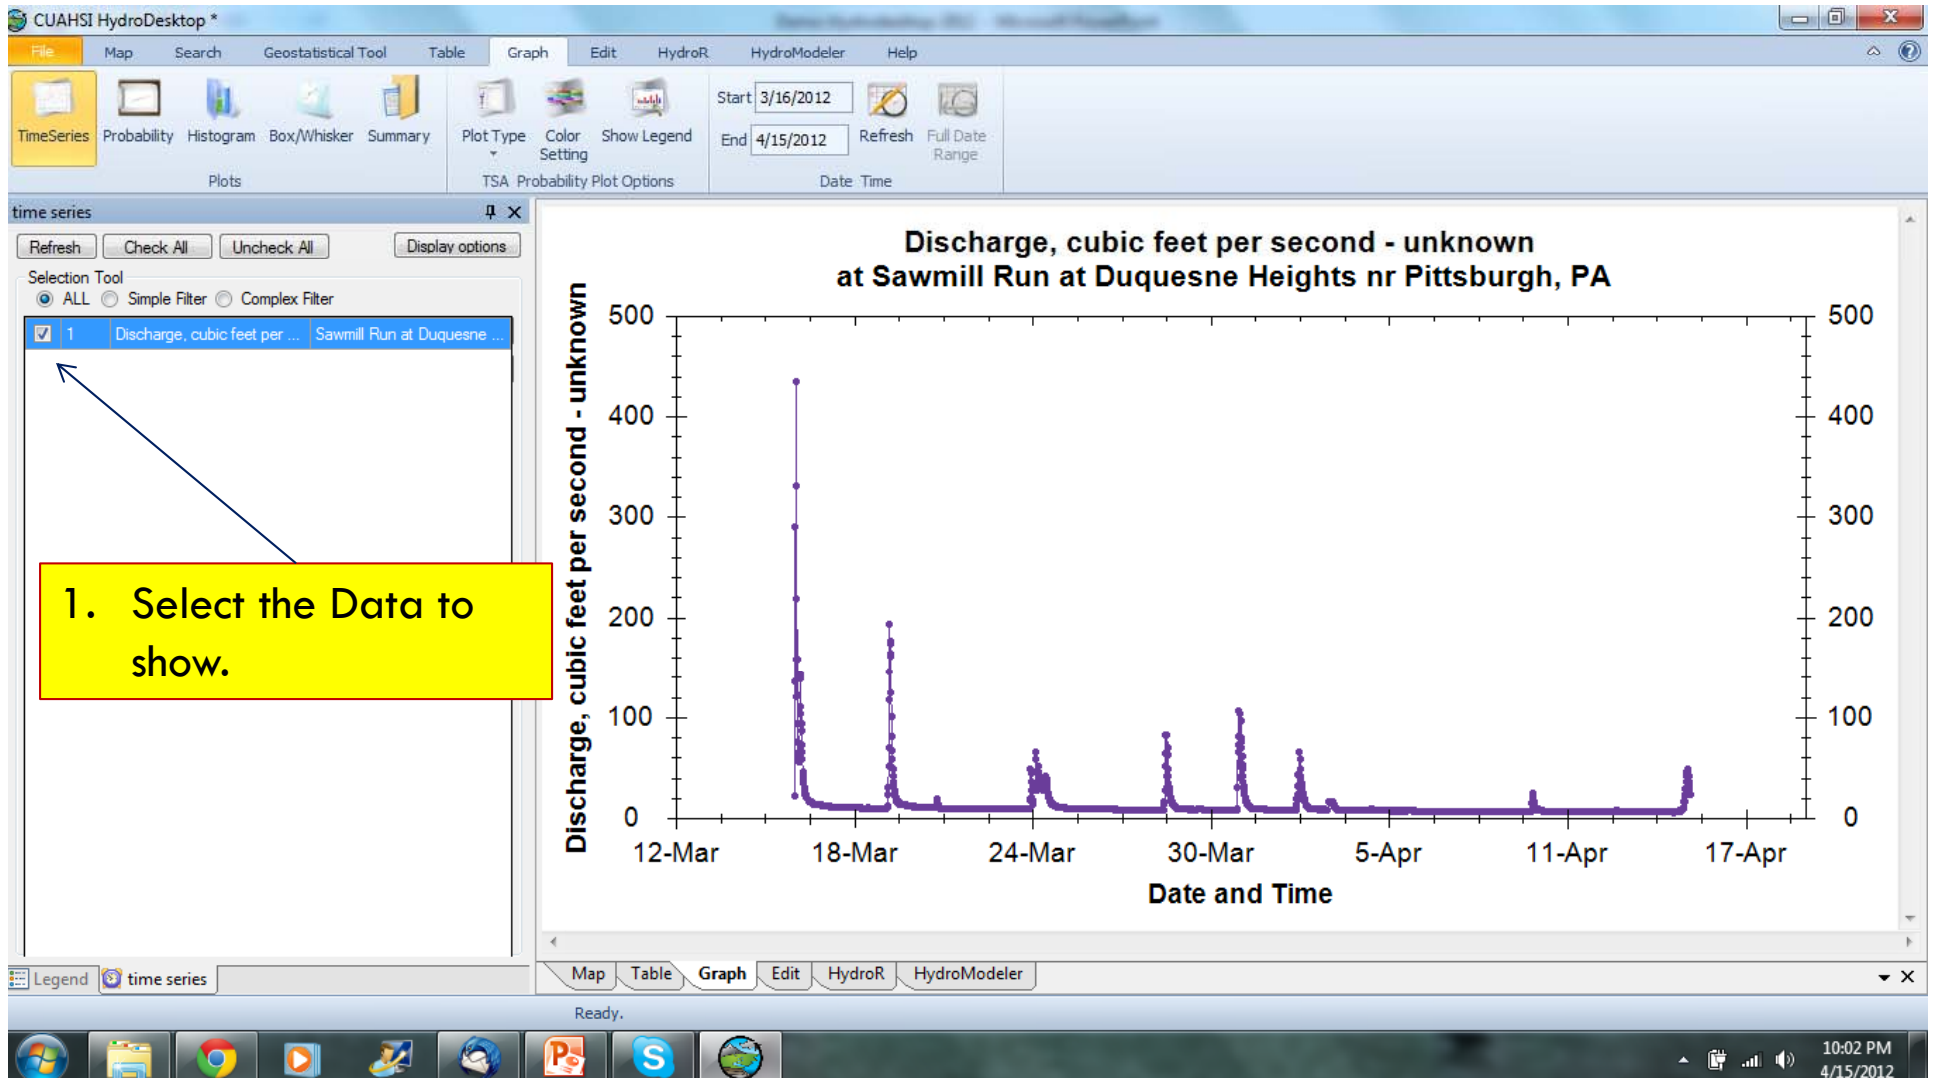 CUAHSI HydroDesktop *
File Map Search Geostatistical Tool Table Graph Edit HydroR HydroModeler Help
TimeSeries Probability Histogram Box/Whisker Summary
Plots
Plot Type Color Setting Show Legend
TSA Probability Plot Options
Start 3/16/2012
End 4/15/2012
Refresh Full Date Range
Date Time
time series
Refresh Check All Uncheck All Display options
Selection Tool
ALL Simple Filter Complex Filter
1 Discharge, cubic feet per ... Sawmill Run at Duquesne ...
1. Select the Data to
show.
Discharge, cubic feet per second - unknown
at Sawmill Run at Duquesne Heights nr Pittsburgh, PA
Discharge, cubic feet per second - unknown
500 500
400 400
300 300
200 200
100 100
0 0
12-Mar 18-Mar 24-Mar 30-Mar 5-Apr 11-Apr 17-Apr
Date and Time
Legend time series
Map Table Graph Edit HydroR HydroModeler
Ready.
10:02 PM
4/15/2012